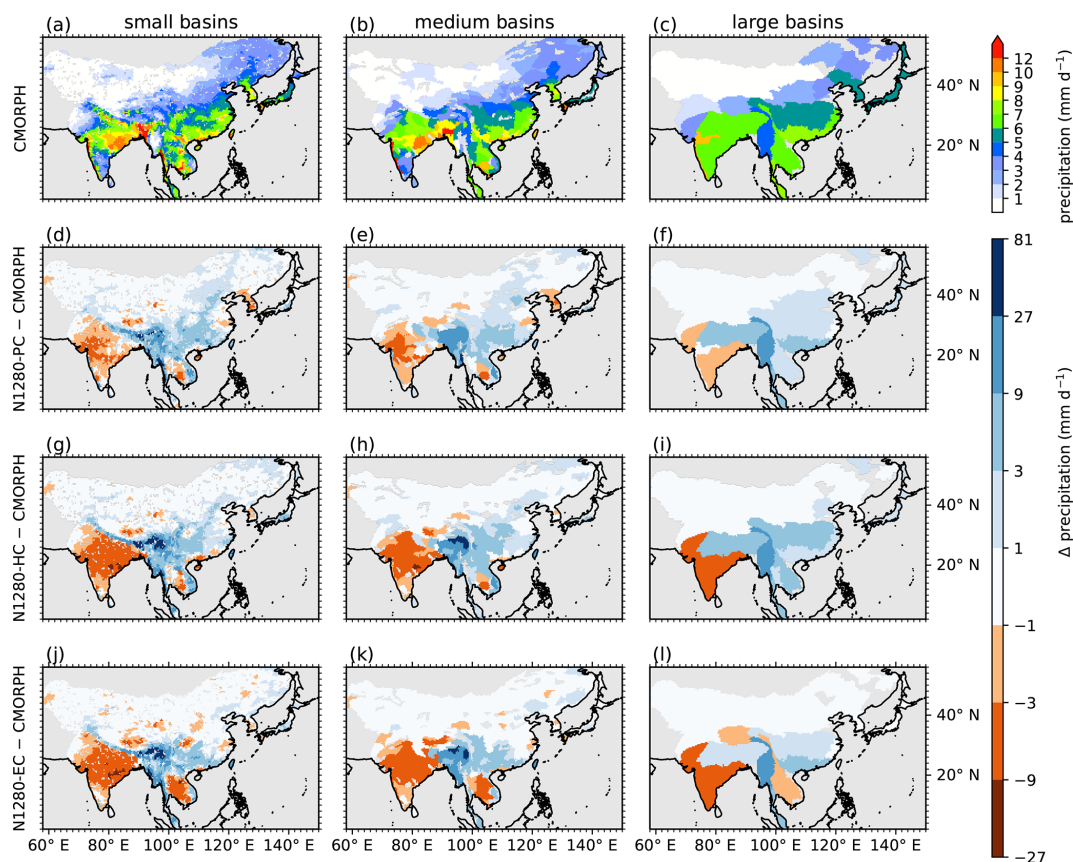 small basins
medium basins
large basins
(a)
(b)
(c)
CMORPH
40° N
20° N
12
10
9
8
7
6
5
4
3
2
1
precipitation (mm d⁻¹)
(d)
(e)
(f)
N1280-PC − CMORPH
40° N
20° N
(g)
(h)
(i)
N1280-HC − CMORPH
40° N
20° N
(j)
(k)
(l)
N1280-EC − CMORPH
40° N
20° N
60° E 80° E 100° E 120° E 140° E
60° E 80° E 100° E 120° E 140° E
60° E 80° E 100° E 120° E 140° E
81
27
9
3
1
−1
−3
−9
−27
Δ precipitation (mm d⁻¹)